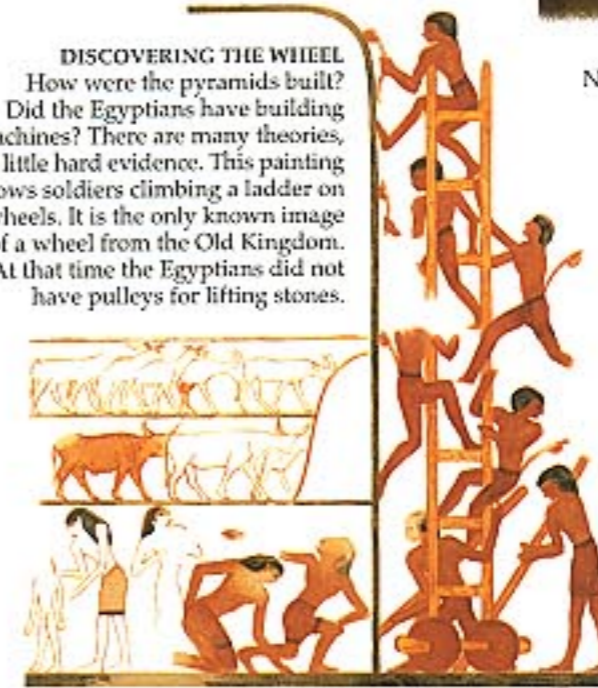 DISCOVERING THE WHEEL
How were the pyramids built?
Did the Egyptians have building
achines? There are many theories,
little hard evidence. This painting
ows soldiers climbing a ladder on
wheels. It is the only known image
of a wheel from the Old Kingdom.
At that time the Egyptians did not
have pulleys for lifting stones.
N